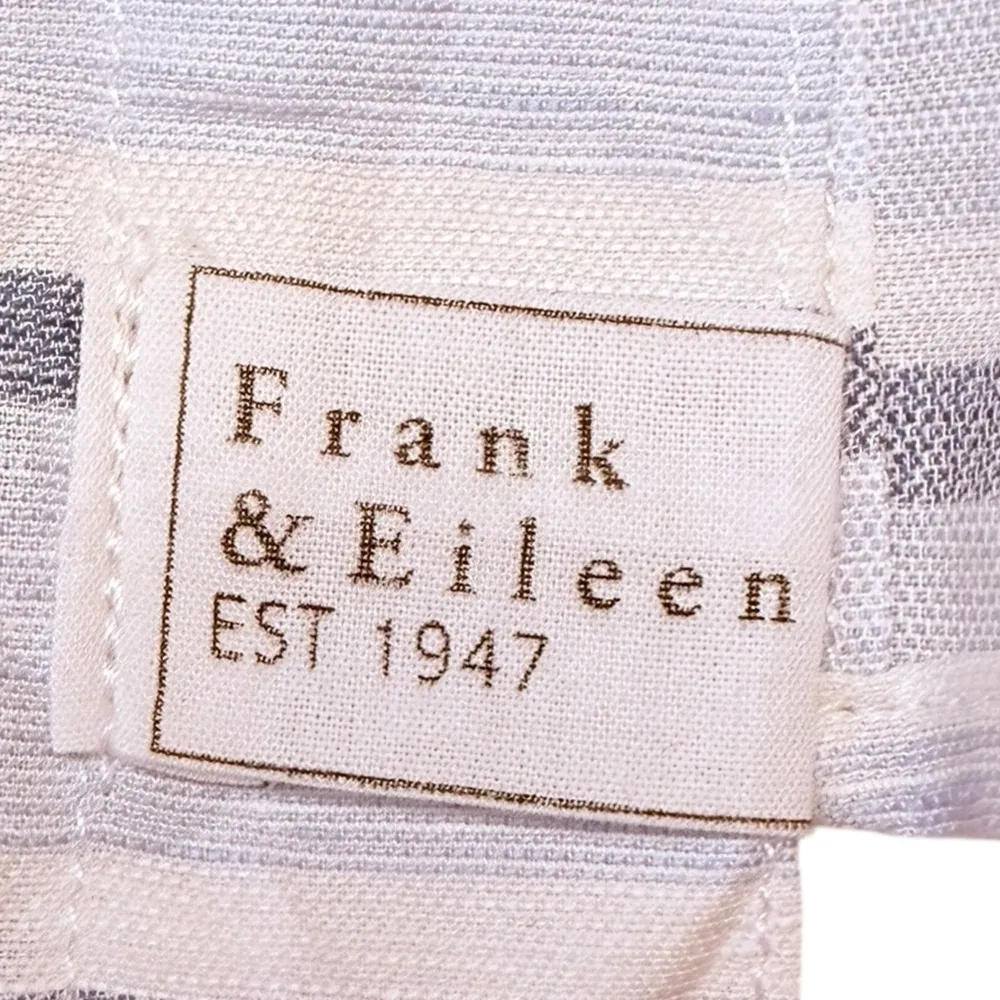 Frank
& Eileen
EST 1947